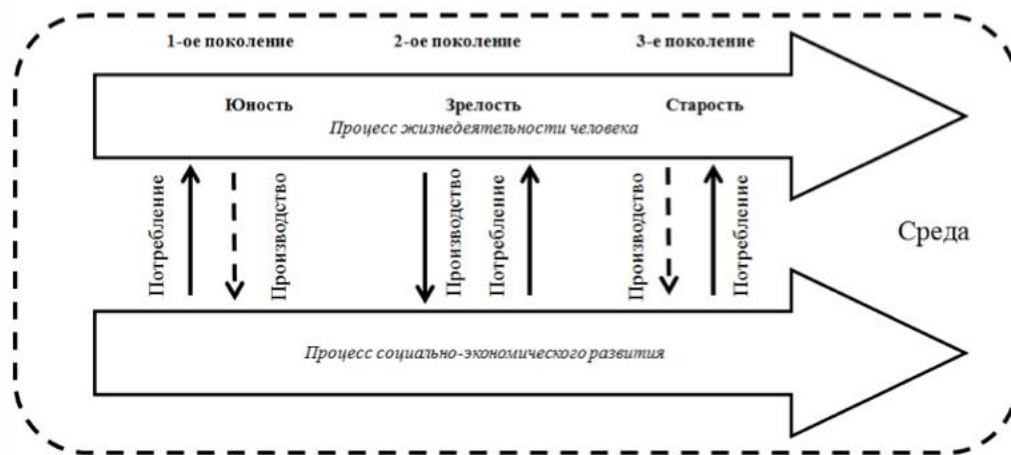 1-ое поколение
2-ое поколение
3-е поколение
Юность
Зрелость
Старость
Процесс жизнедеятельности человека
Потребление
Производство
Производство
Потребление
Производство
Потребление
Среда
Процесс социально-экономического развития